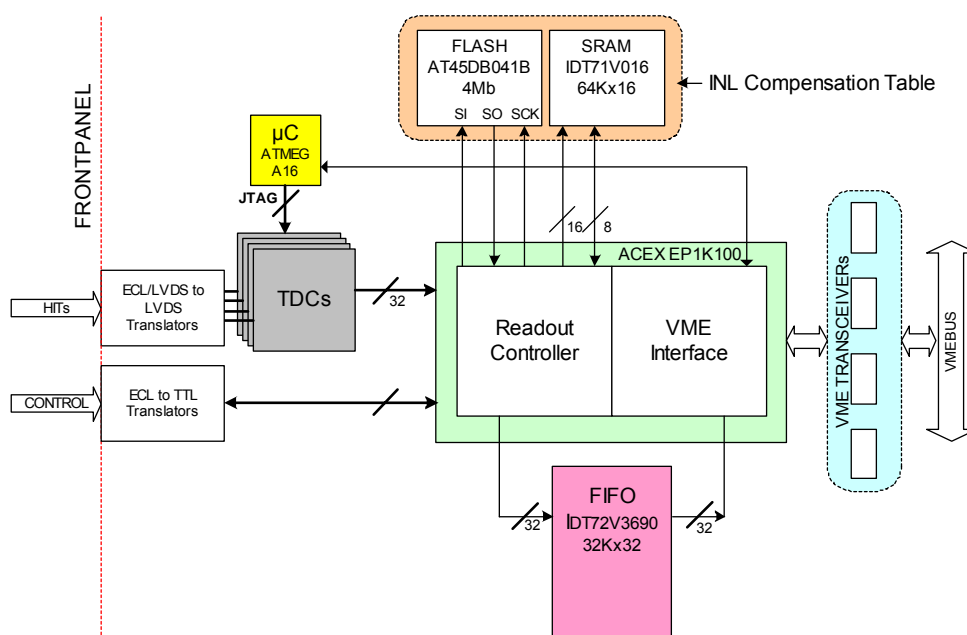 FLASH
AT45DB041B
4Mb
SI SO SCK
SRAM
IDT71V016
64Kx16
INL Compensation Table
FRONTPANEL
µC
ATMEG
A16
JTAG
16
8
ACEX EP1K100
HITs
ECL/LVDS to
LVDS
Translators
TDCs
32
Readout
Controller
VME
Interface
VME TRANSCEIVERs
VMEBUS
CONTROL
ECL to TTL
Translators
32
FIFO
IDT72V3690
32Kx32
32